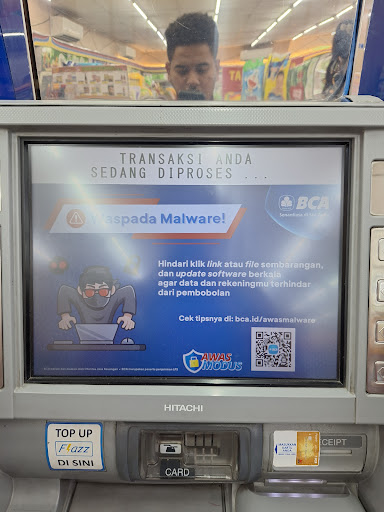 TRANSAKSI ANDA
SEDANG DIPROSES ...
BCA
Waspada Malware!
Hindari klik link atau file sembarangan,
dan update software berkala
agar data dan rekeningmu terhindar
dari pembobolan
Cek tipsnya di: bca.id/awasmalware
AWAS
MODUS
HITACHI
TOP UP
Flazz
DI SINI
CARD
RECEIPT